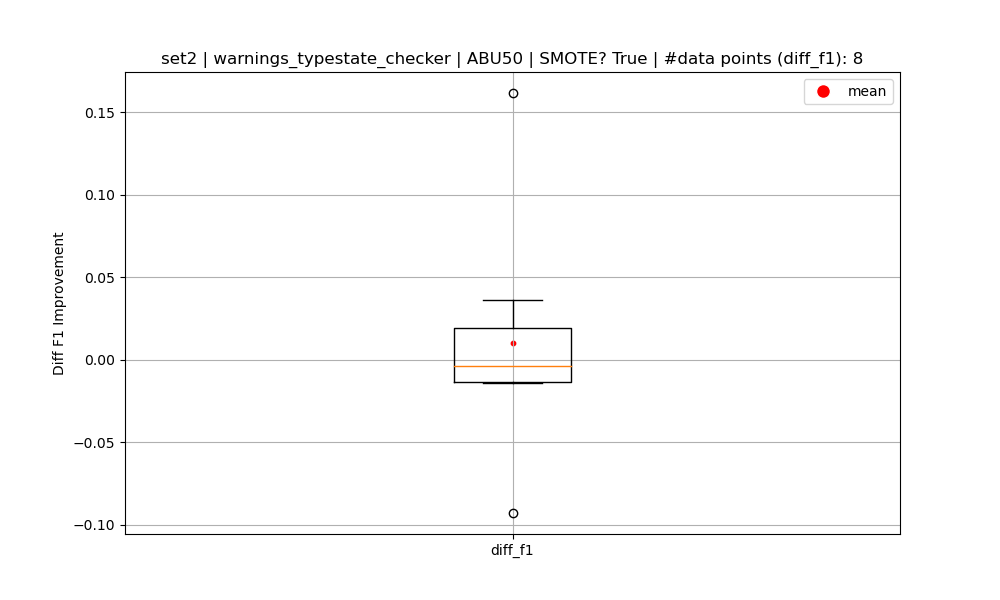 set2 | warnings_typestate_checker | ABU50 | SMOTE? True | #data points (diff_f1): 8
mean
0.15
0.10
0.05
0.00
−0.05
−0.10
Diff F1 Improvement
diff_f1